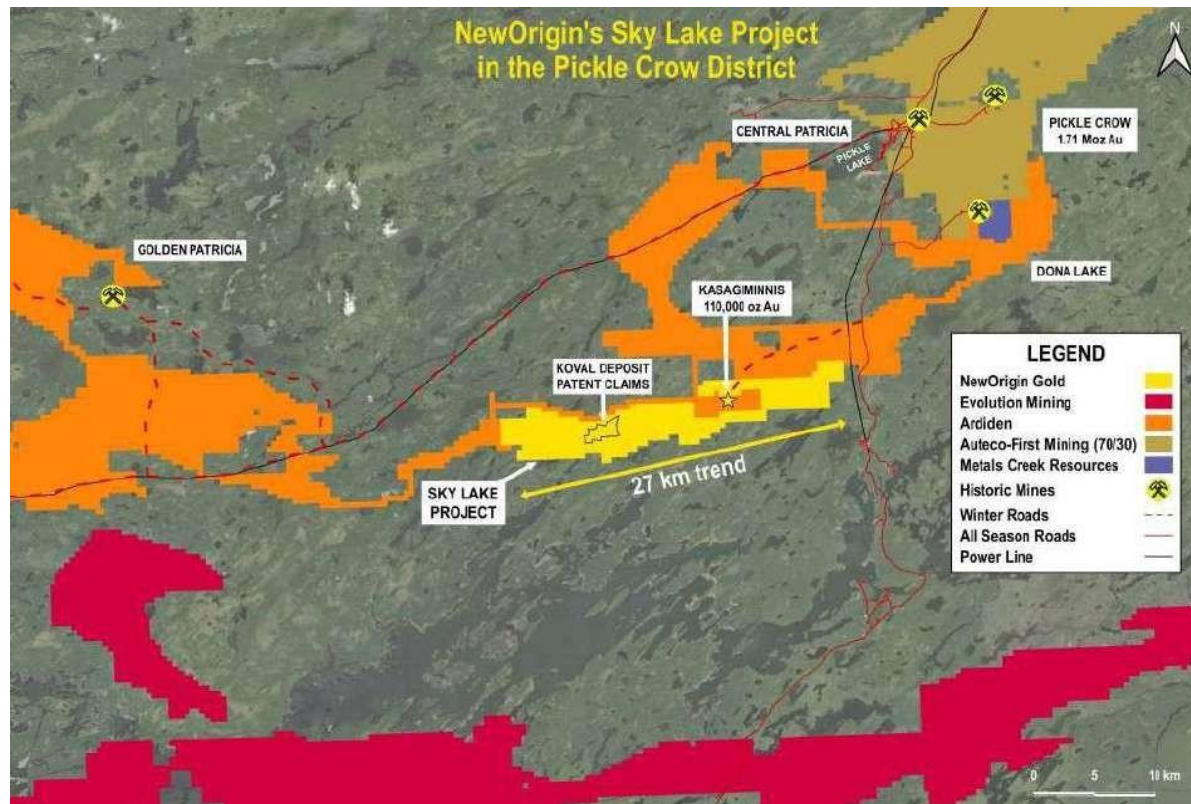 NewOrigin's Sky Lake Project
in the Pickle Crow District
N
CENTRAL PATRICIA
PICKLE
LAKE
PICKLE CROW
1.71 Moz Au
GOLDEN PATRICIA
DONA LAKE
KASAGIMINNIS
110,000 oz Au
KOVAL DEPOSIT
PATENT CLAIMS
27 km trend
SKY LAKE
PROJECT
LEGEND
NewOrigin Gold
Evolution Mining
Ardiden
Auteco-First Mining (70/30)
Metals Creek Resources
Historic Mines
Winter Roads
All Season Roads
Power Line
0 5 10 km